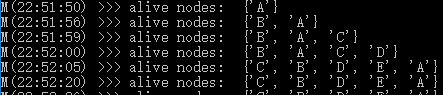 M(22:51:50) >>> alive nodes:  {'A'}
M(22:51:56) >>> alive nodes:  {'B', 'A'}
M(22:51:59) >>> alive nodes:  {'B', 'A', 'C'}
M(22:52:00) >>> alive nodes:  {'B', 'A', 'C', 'D'}
M(22:52:05) >>> alive nodes:  {'C', 'B', 'D', 'E', 'A'}
M(22:52:20) >>> alive nodes:  {'C', 'B', 'D', 'E', 'A'}